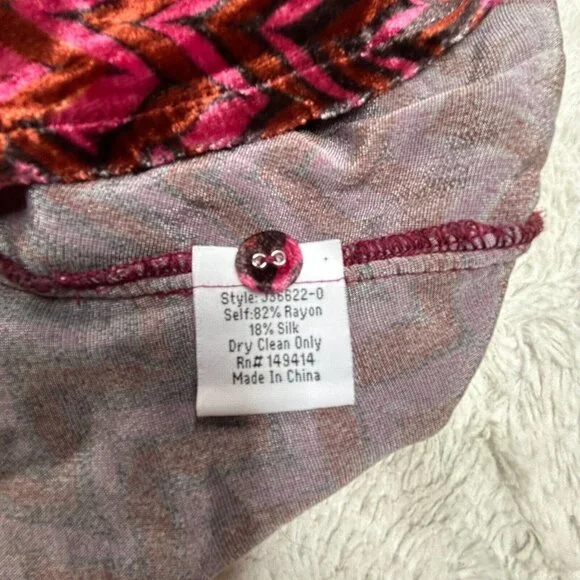 Style: J36622-0
Self:82% Rayon
18% Silk
Dry Clean Only
Rn# 149414
Made In China